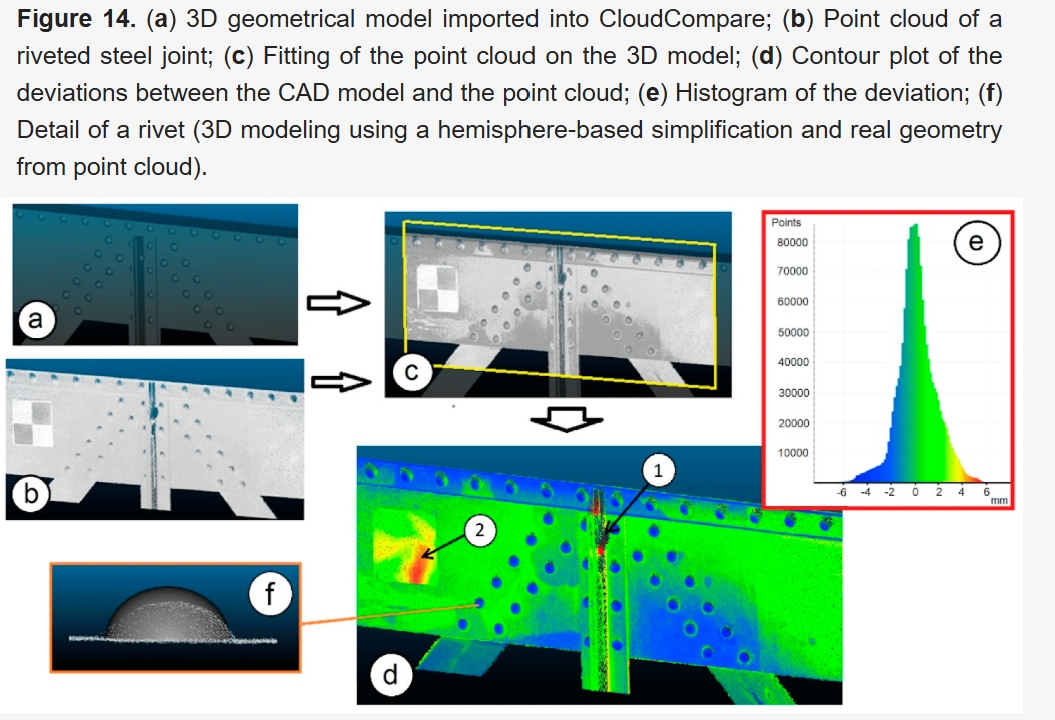 Figure 14. (a) 3D geometrical model imported into CloudCompare; (b) Point cloud of a
riveted steel joint; (c) Fitting of the point cloud on the 3D model; (d) Contour plot of the
deviations between the CAD model and the point cloud; (e) Histogram of the deviation; (f)
Detail of a rivet (3D modeling using a hemisphere-based simplification and real geometry
from point cloud).
a
b
c
Points
80000
70000
60000
50000
40000
30000
20000
10000
-6 -4 -2 0 2 4 6
mm
e
1
2
f
d